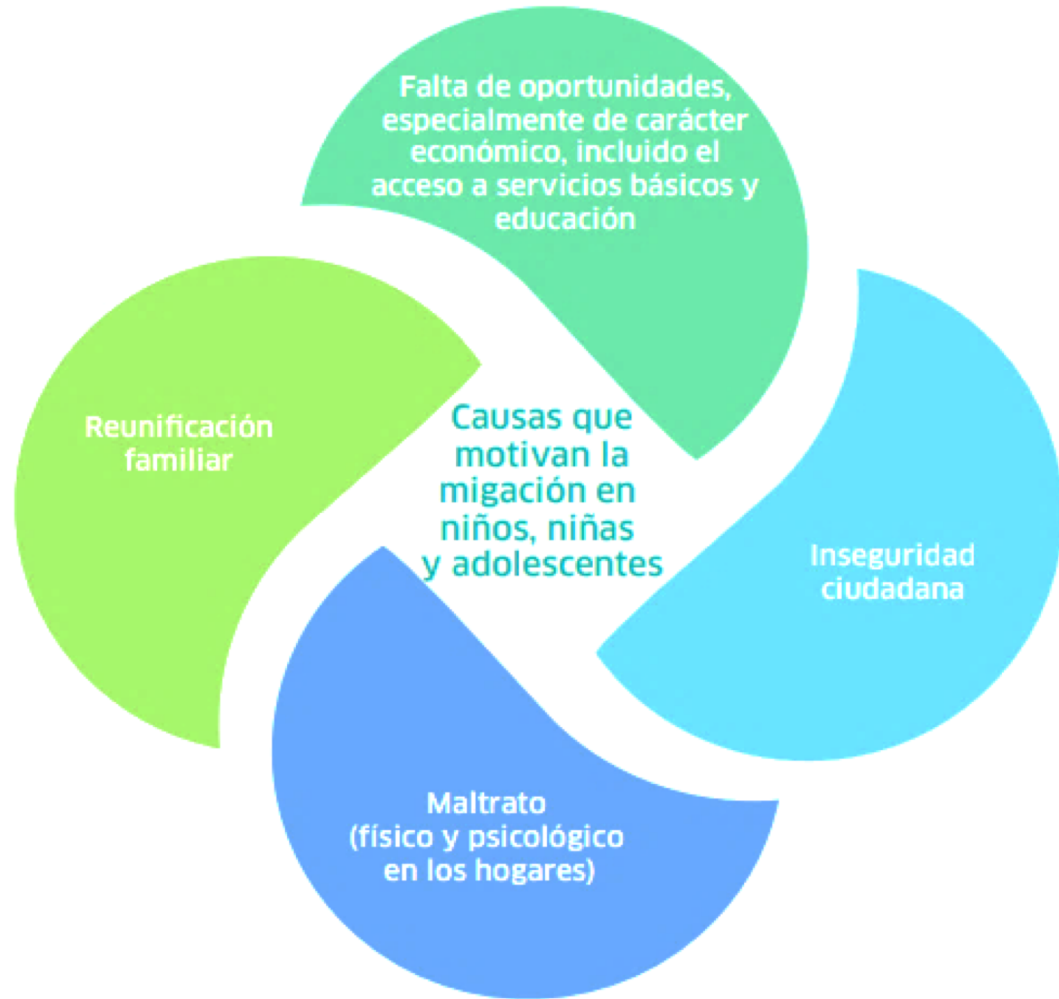 Falta de oportunidades,
especialmente de carácter
económico, incluido el
acceso a servicios básicos y
educación
Reunificación
familiar
Causas que
motivan la
migación en
niños, niñas
y adolescentes
Inseguridad
ciudadana
Maltrato
(físico y psicológico
en los hogares)